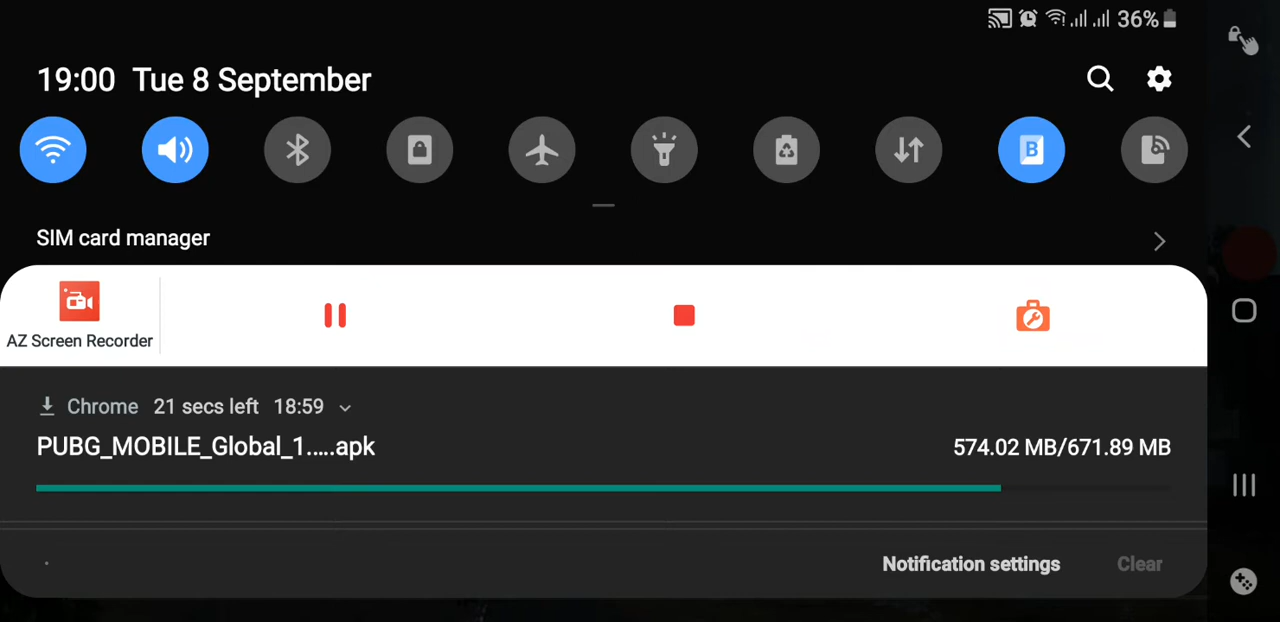 36%
19:00 Tue 8 September
B
SIM card manager
AZ Screen Recorder
Chrome 21 secs left 18:59
PUBG_MOBILE_Global_1.....apk 574.02 MB/671.89 MB
Notification settings Clear